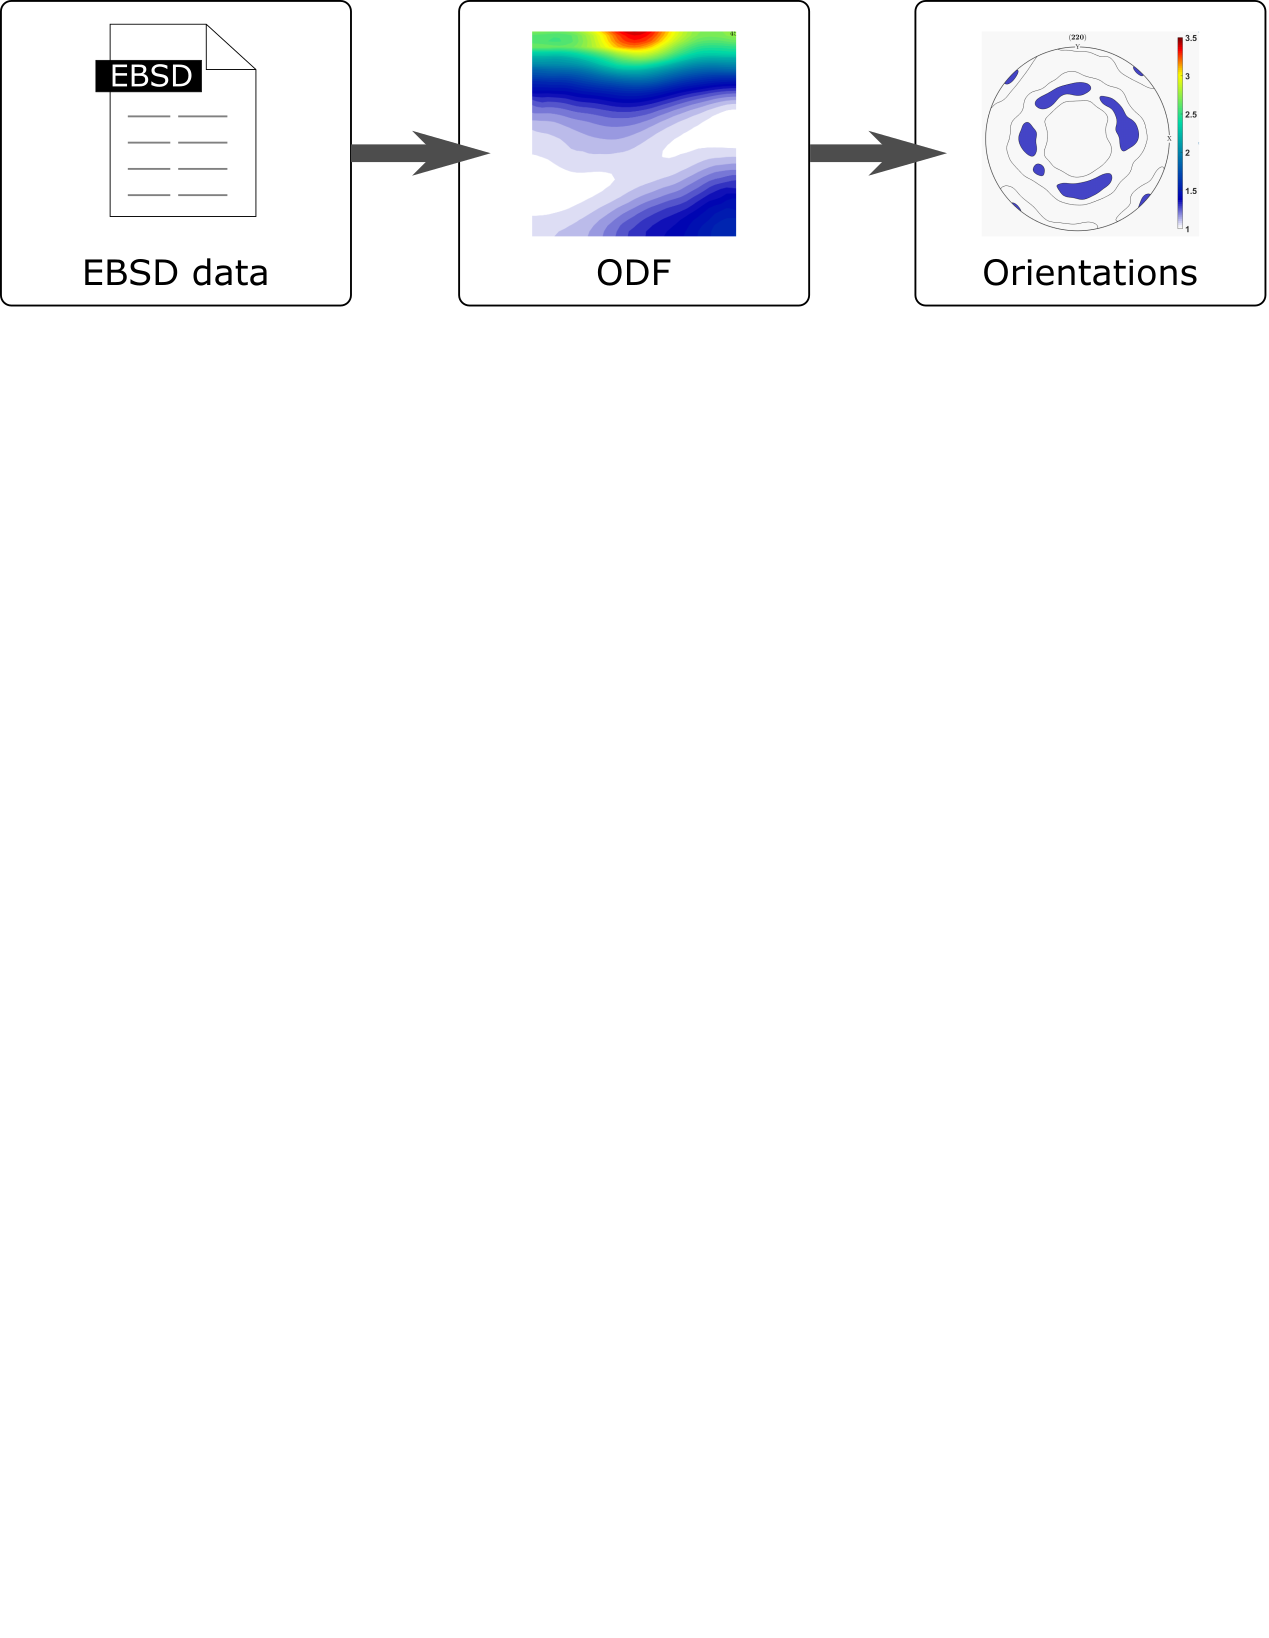 EBSD
EBSD data
ODF
(220)
Y
X
3.5
3
2.5
2
1.5
1
Orientations